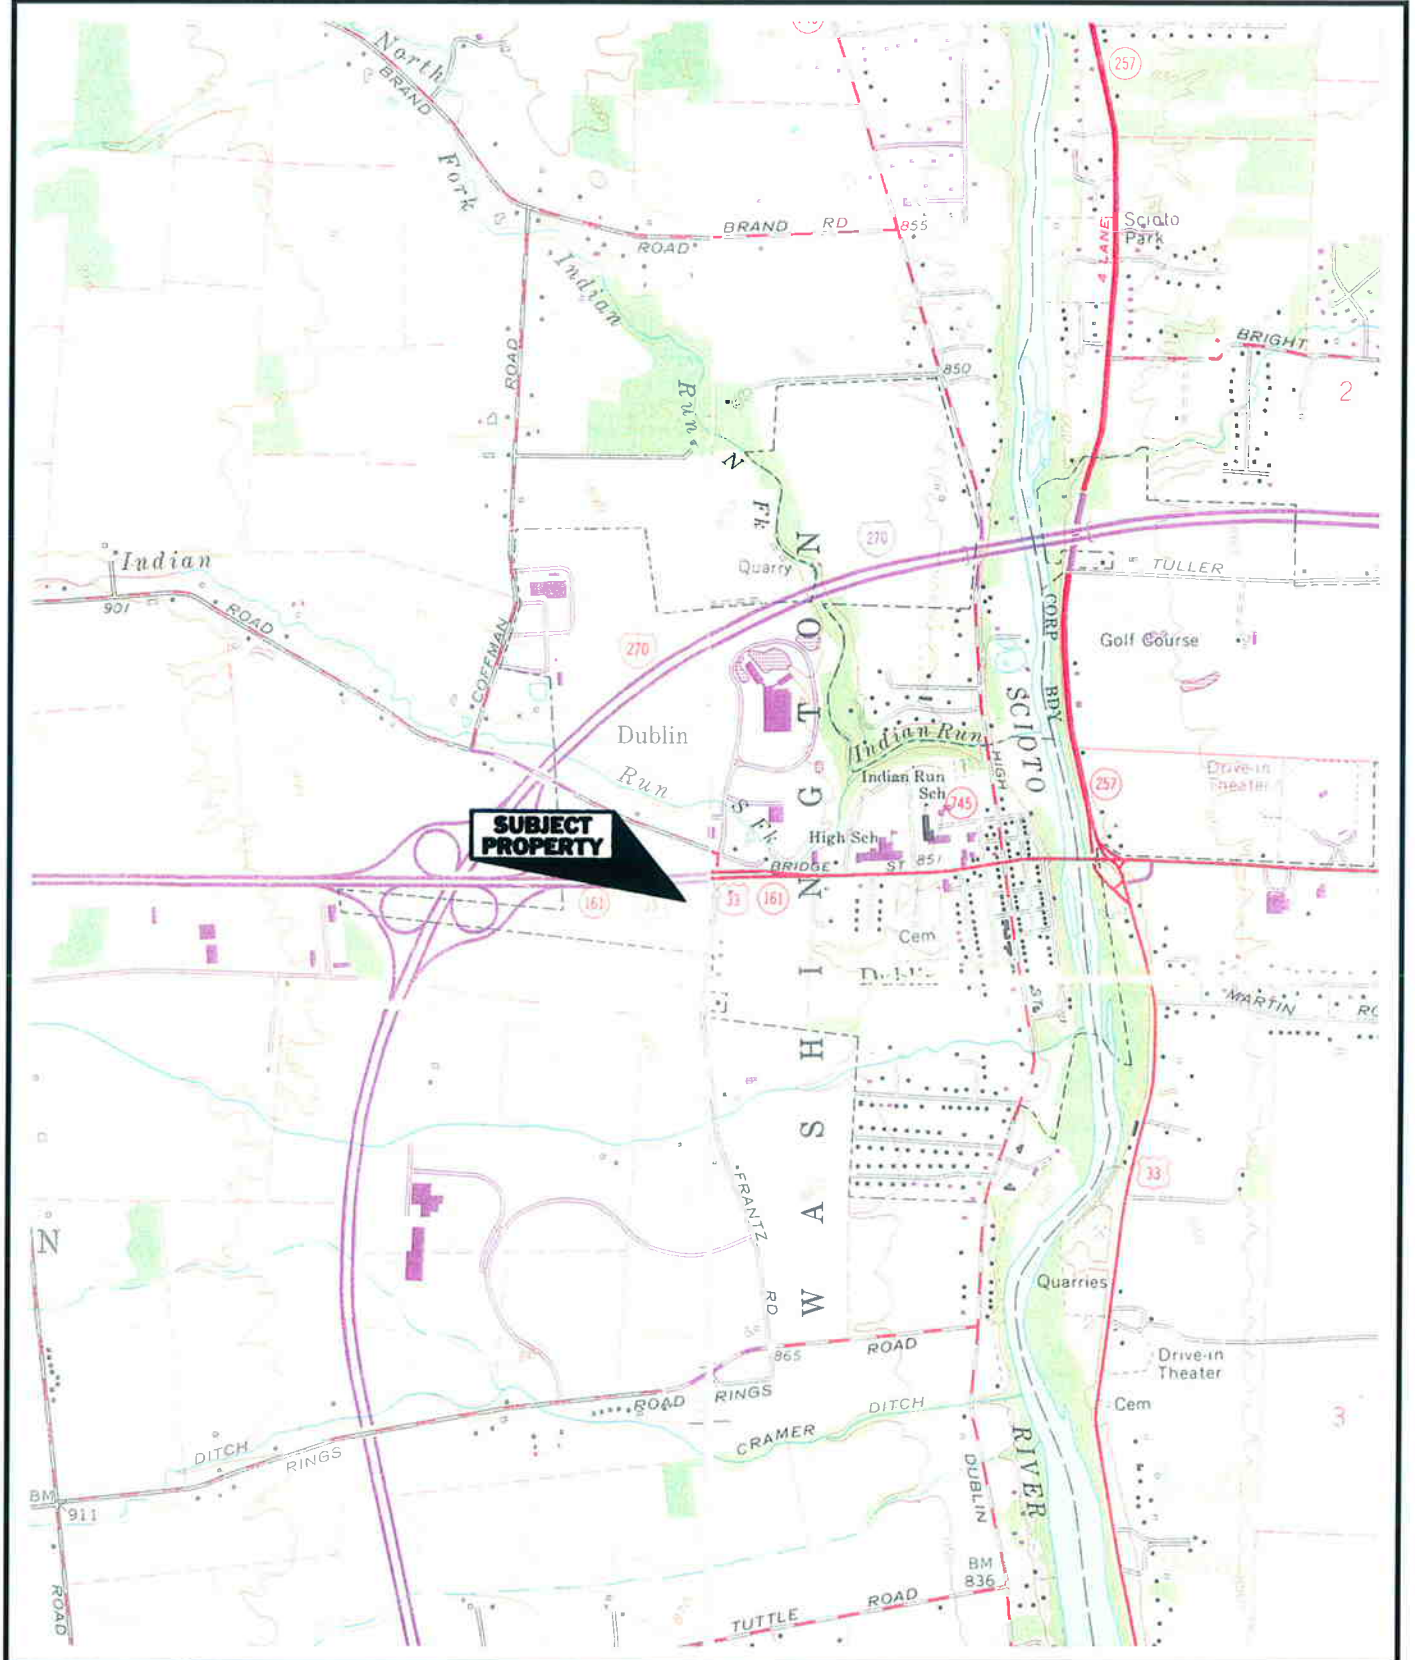 North
BRAND
Fork
257
BRAND RD
855
ROAD
Scioto
Park
4 LANE
Indian
ROAD
BRIGHT
850
2
Run
N
Fk
270
Quarry
TULLER
Indian
901
ROAD
CORP BDY
Golf Course
COFFMAN
270
WASHINGTON
SCIOTO
Dublin
Indian Run
HIGH
Run
Indian Run
Sch
745
257
Drive-in
Theater
S Fk
SUBJECT
PROPERTY
High Sch
BRIDGE ST 851
161
33
33
161
Cem
Dublin
ST
MARTIN
FRANTZ
RD
33
N
Quarries
865
ROAD
Drive-in
Theater
ROAD
RINGS
Cem
DITCH
CRAMER
3
DITCH
RINGS
RIVER
DUBLIN
BM
911
BM
836
ROAD
ROAD
TUTTLE